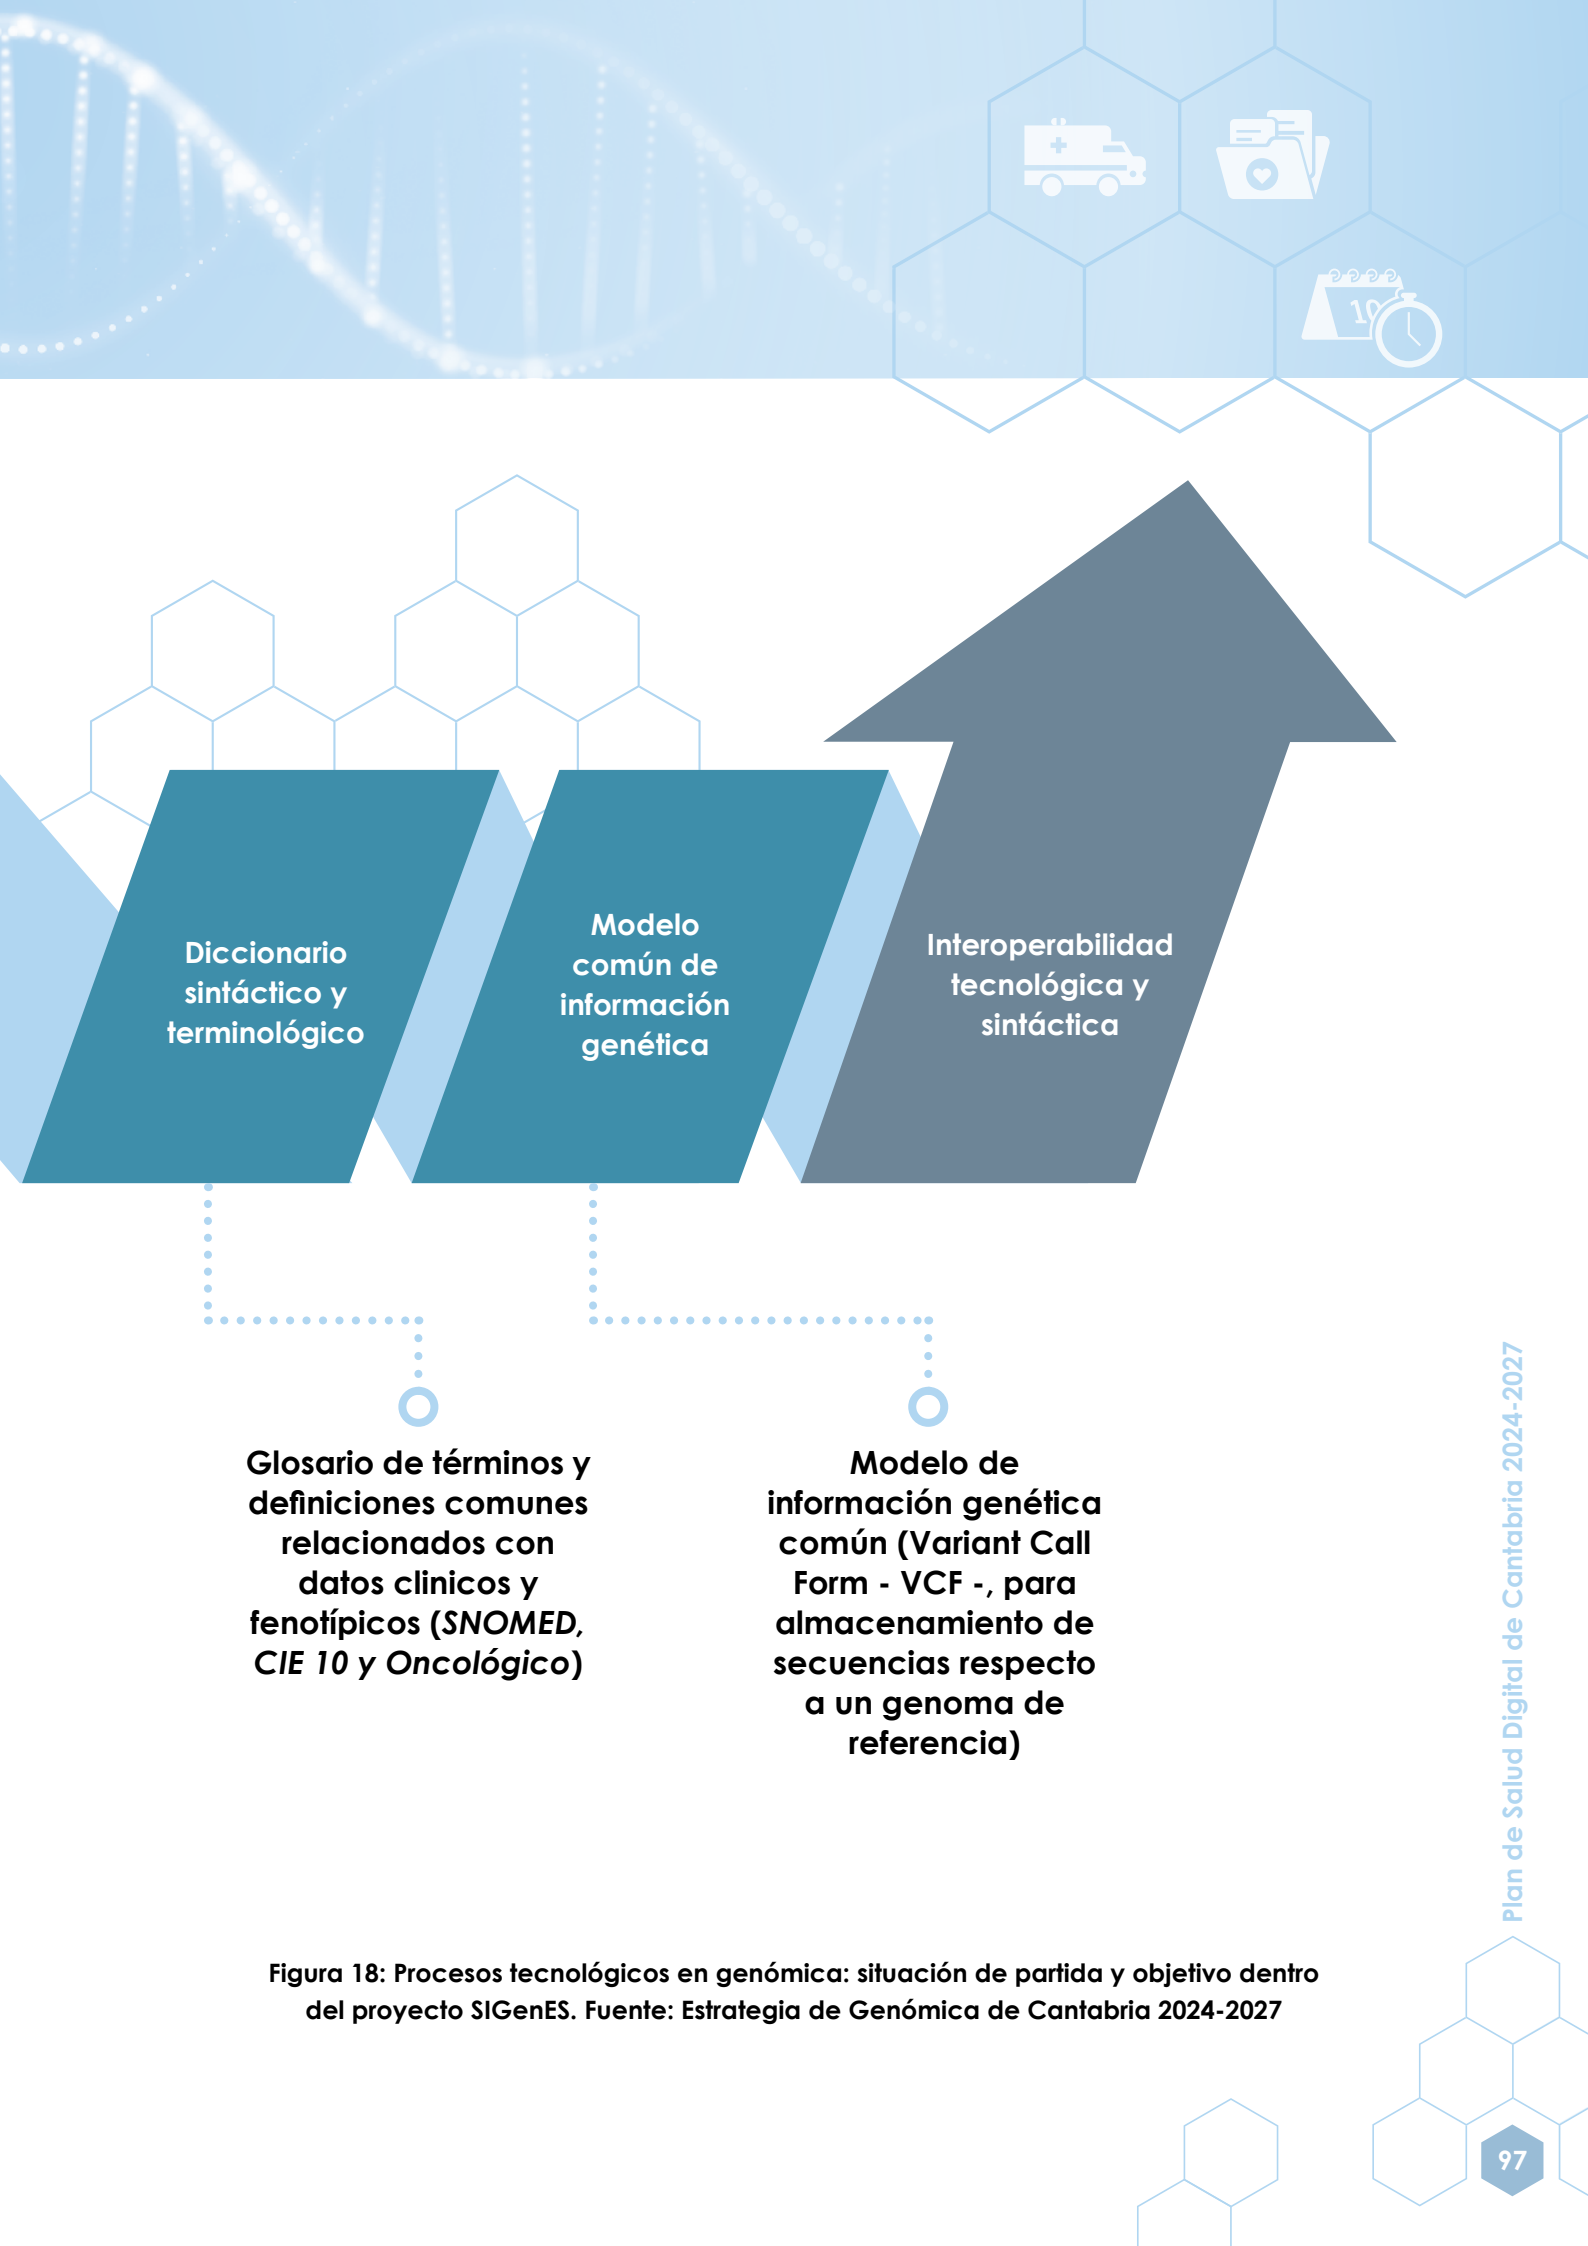 10
Diccionario
sintáctico y
terminológico
Modelo
común de
información
genética
Interoperabilidad
tecnológica y
sintáctica
Glosario de términos y
definiciones comunes
relacionados con
datos clinicos y
fenotípicos (SNOMED,
CIE 10 y Oncológico)
Modelo de
información genética
común (Variant Call
Form - VCF -, para
almacenamiento de
secuencias respecto
a un genoma de
referencia)
Plan de Salud Digital de Cantabria 2024-2027
Figura 18: Procesos tecnológicos en genómica: situación de partida y objetivo dentro
del proyecto SIGenES. Fuente: Estrategia de Genómica de Cantabria 2024-2027
97